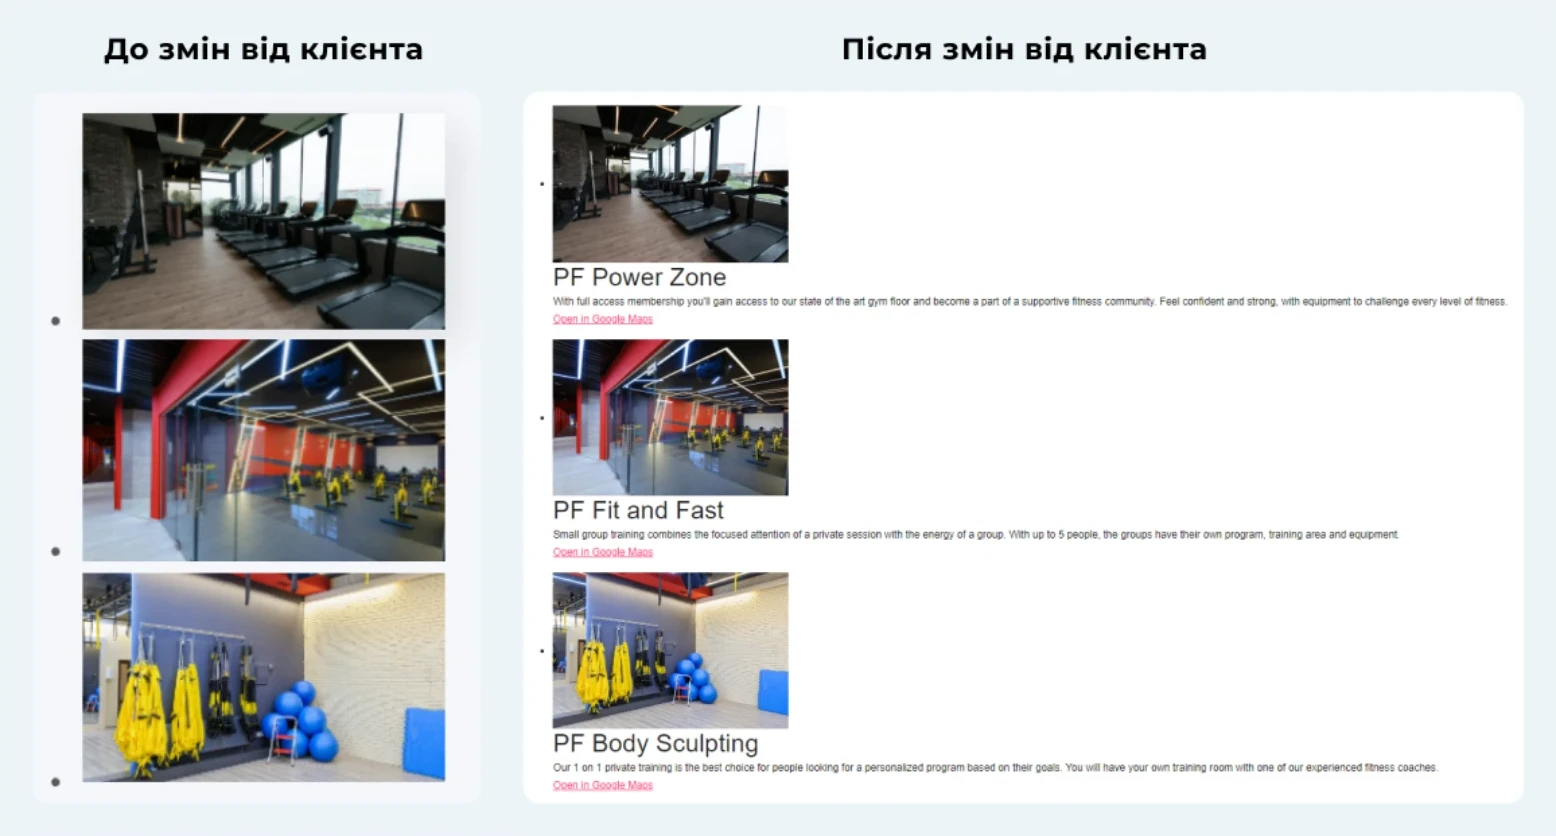 До змін від клієнта
Після змін від клієнта
PF Power Zone
With full access membership you'll gain access to our state of the art gym floor and become a part of a supportive fitness community. Feel confident and strong, with equipment to challenge every level of fitness.
Open in Google Maps
PF Fit and Fast
Small group training combines the focused attention of a private session with the energy of a group. With up to 5 people, the groups have their own program, training area and equipment.
Open in Google Maps
PF Body Sculpting
Our 1 on 1 private training is the best choice for people looking for a personalized program based on their goals. You will have your own training room with one of our experienced fitness coaches.
Open in Google Maps